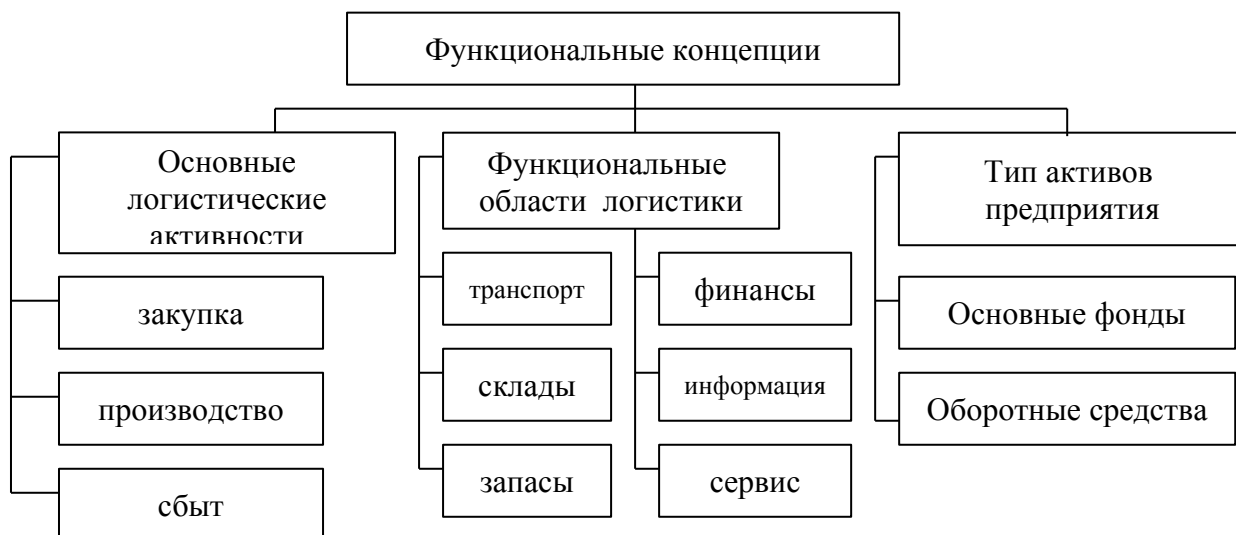 Функциональные концепции
Основные
логистические
активности
закупка
производство
сбыт
Функциональные
области логистики
транспорт
склады
запасы
финансы
информация
сервис
Тип активов
предприятия
Основные фонды
Оборотные средства